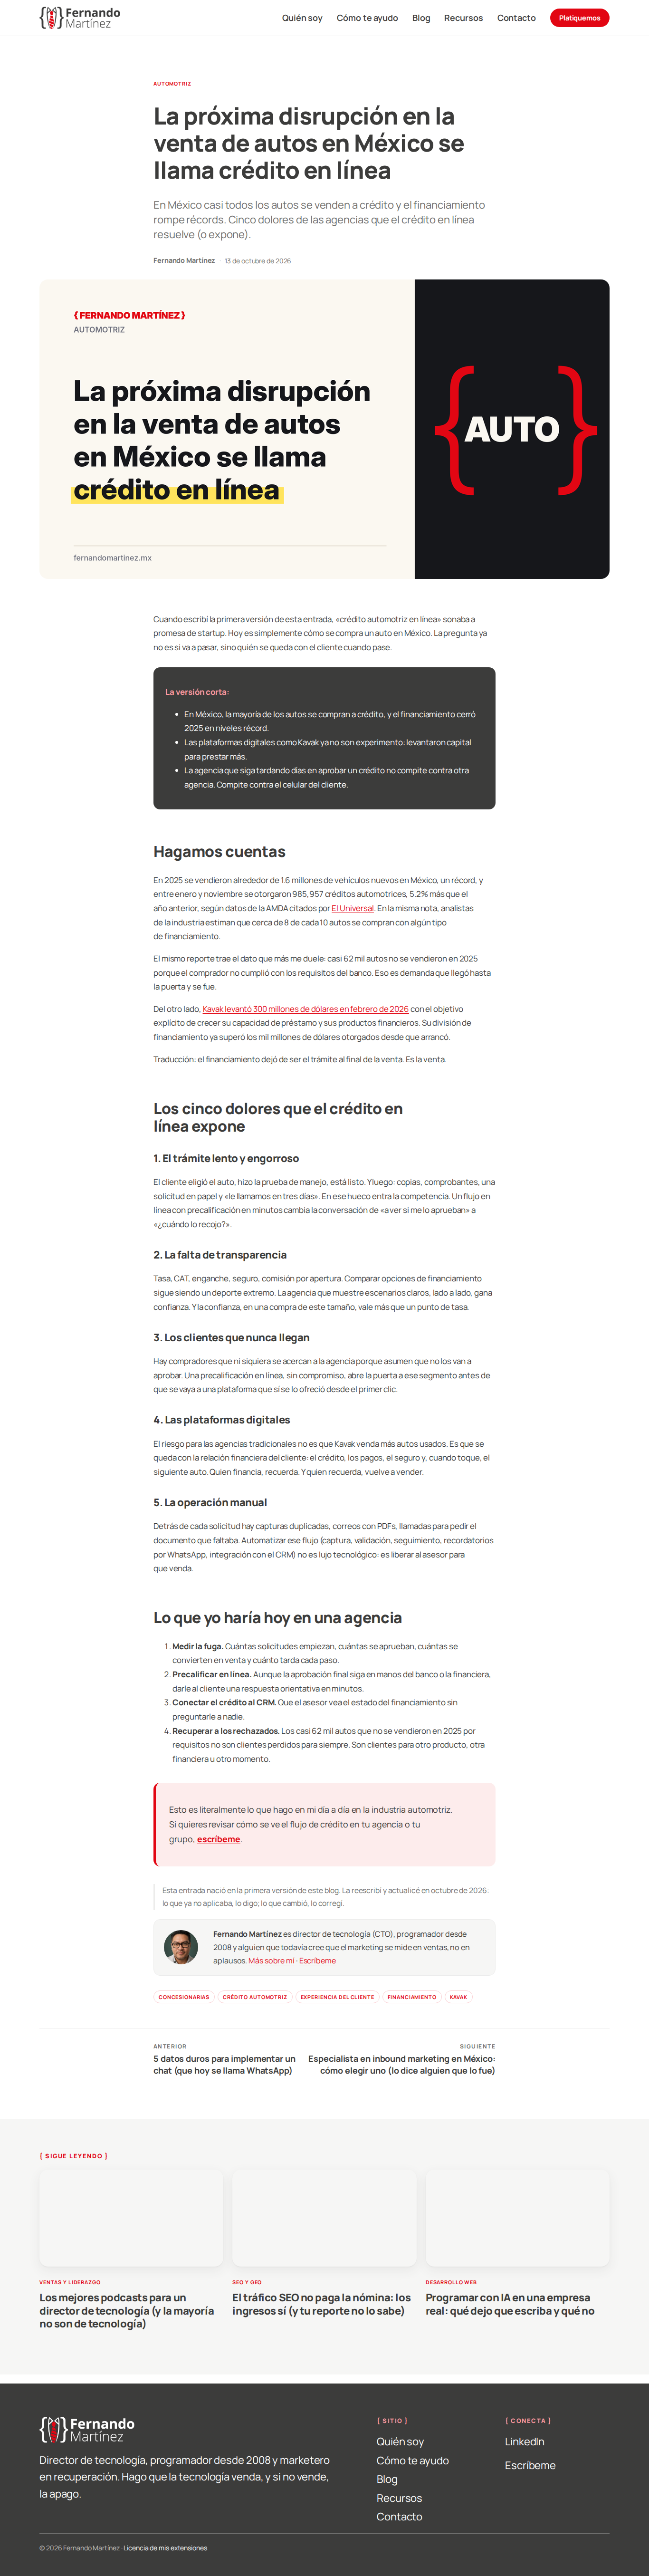 Fernando
Martínez
Quién soy
Cómo te ayudo
Blog
Recursos
Contacto
Platiquemos
AUTOMOTRIZ
La próxima disrupción en la
venta de autos en México se
llama crédito en línea
En México casi todos los autos se venden a crédito y el financiamiento
rompe récords. Cinco dolores de las agencias que el crédito en línea
resuelve (o expone).
Fernando Martínez · 13 de octubre de 2026
{ FERNANDO MARTÍNEZ }
AUTOMOTRIZ
La próxima disrupción
en la venta de autos
en México se llama
crédito en línea
fernandomartinez.mx
{AUTO}
Cuando escribí la primera versión de esta entrada, «crédito automotriz en línea» sonaba a
promesa de startup. Hoy es simplemente cómo se compra un auto en México. La pregunta ya
no es si va a pasar, sino quién se queda con el cliente cuando pase.
La versión corta:
• En México, la mayoría de los autos se compran a crédito, y el financiamiento cerró
2025 en niveles récord.
• Las plataformas digitales como Kavak ya no son experimento: levantaron capital
para prestar más.
• La agencia que siga tardando días en aprobar un crédito no compite contra otra
agencia. Compite contra el celular del cliente.
Hagamos cuentas
En 2025 se vendieron alrededor de 1.6 millones de vehículos nuevos en México, un récord, y
entre enero y noviembre se otorgaron 985,957 créditos automotrices, 5.2% más que el
año anterior, según datos de la AMDA citados por El Universal. En la misma nota, analistas
de la industria estiman que cerca de 8 de cada 10 autos se compran con algún tipo
de financiamiento.
El mismo reporte trae el dato que más me duele: casi 62 mil autos no se vendieron en 2025
porque el comprador no cumplió con los requisitos del banco. Eso es demanda que llegó hasta
la puerta y se fue.
Del otro lado, Kavak levantó 300 millones de dólares en febrero de 2026 con el objetivo
explícito de crecer su capacidad de préstamo y sus productos financieros. Su división de
financiamiento ya superó los mil millones de dólares otorgados desde que arrancó.
Traducción: el financiamiento dejó de ser el trámite al final de la venta. Es la venta.
Los cinco dolores que el crédito en
línea expone
1. El trámite lento y engorroso
El cliente eligió el auto, hizo la prueba de manejo, está listo. Y luego: copias, comprobantes, una
solicitud en papel y «le llamamos en tres días». En ese hueco entra la competencia. Un flujo en
línea con precalificación en minutos cambia la conversación de «a ver si me lo aprueban» a
«¿cuándo lo recojo?».
2. La falta de transparencia
Tasa, CAT, enganche, seguro, comisión por apertura. Comparar opciones de financiamiento
sigue siendo un deporte extremo. La agencia que muestre escenarios claros, lado a lado, gana
confianza. Y la confianza, en una compra de este tamaño, vale más que un punto de tasa.
3. Los clientes que nunca llegan
Hay compradores que ni siquiera se acercan a la agencia porque asumen que no los van a
aprobar. Una precalificación en línea, sin compromiso, abre la puerta a ese segmento antes de
que se vaya a una plataforma que sí se lo ofreció desde el primer clic.
4. Las plataformas digitales
El riesgo para las agencias tradicionales no es que Kavak venda más autos usados. Es que se
queda con la relación financiera del cliente: el crédito, los pagos, el seguro y, cuando toque, el
siguiente auto. Quien financia, recuerda. Y quien recuerda, vuelve a vender.
5. La operación manual
Detrás de cada solicitud hay capturas duplicadas, correos con PDFs, llamadas para pedir el
documento que faltaba. Automatizar ese flujo (captura, validación, seguimiento, recordatorios
por WhatsApp, integración con el CRM) no es lujo tecnológico: es liberar al asesor para
que venda.
Lo que yo haría hoy en una agencia
1. Medir la fuga. Cuántas solicitudes empiezan, cuántas se aprueban, cuántas se
convierten en venta y cuánto tarda cada paso.
2. Precalificar en línea. Aunque la aprobación final siga en manos del banco o la financiera,
darle al cliente una respuesta orientativa en minutos.
3. Conectar el crédito al CRM. Que el asesor vea el estado del financiamiento sin
preguntarle a nadie.
4. Recuperar a los rechazados. Los casi 62 mil autos que no se vendieron en 2025 por
requisitos no son clientes perdidos para siempre. Son clientes para otro producto, otra
financiera u otro momento.
Esto es literalmente lo que hago en mi día a día en la industria automotriz.
Si quieres revisar cómo se ve el flujo de crédito en tu agencia o tu
grupo, escríbeme.
Esta entrada nació en la primera versión de este blog. La reescribí y actualicé en octubre de 2026:
lo que ya no aplicaba, lo digo; lo que cambió, lo corregí.
Fernando Martínez es director de tecnología (CTO), programador desde
2008 y alguien que todavía cree que el marketing se mide en ventas, no en
aplausos. Más sobre mí · Escríbeme
CONCESIONARIAS
CRÉDITO AUTOMOTRIZ
EXPERIENCIA DEL CLIENTE
FINANCIAMIENTO
KAVAK
ANTERIOR
5 datos duros para implementar un
chat (que hoy se llama WhatsApp)
SIGUIENTE
Especialista en inbound marketing en México:
cómo elegir uno (lo dice alguien que lo fue)
{ SIGUE LEYENDO }
VENTAS Y LIDERAZGO
Los mejores podcasts para un
director de tecnología (y la mayoría
no son de tecnología)
SEO Y GEO
El tráfico SEO no paga la nómina: los
ingresos sí (y tu reporte no lo sabe)
DESARROLLO WEB
Programar con IA en una empresa
real: qué dejo que escriba y qué no
Fernando
Martínez
Director de tecnología, programador desde 2008 y marketero
en recuperación. Hago que la tecnología venda, y si no vende,
la apago.
{ SITIO }
Quién soy
Cómo te ayudo
Blog
Recursos
Contacto
{ CONECTA }
LinkedIn
Escríbeme
© 2026 Fernando Martínez · Licencia de mis extensiones